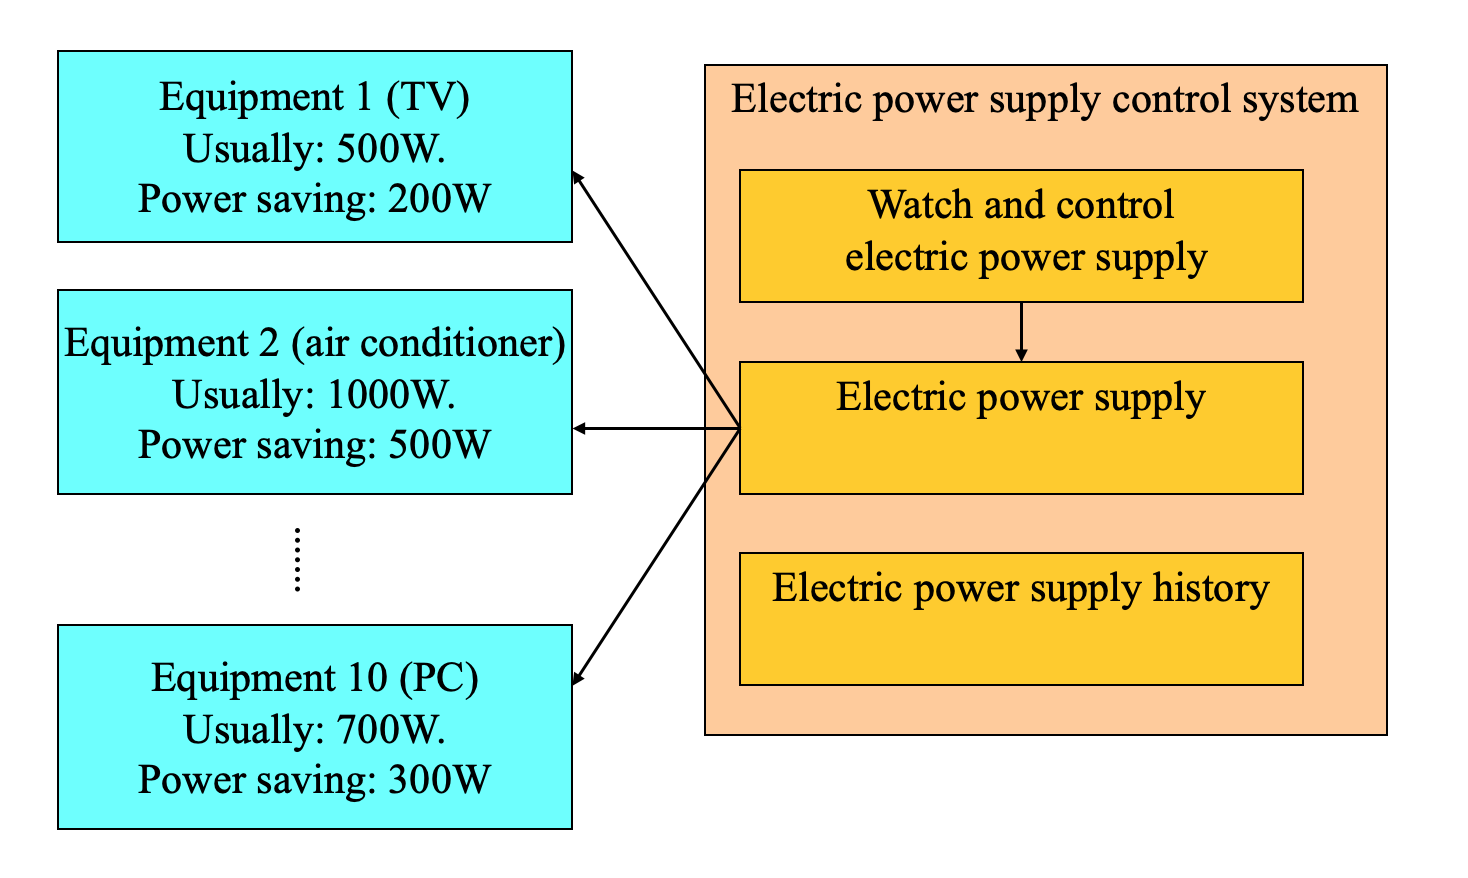 Equipment 1 (TV)
Usually: 500W.
Power saving: 200W
Equipment 2 (air conditioner)
Usually: 1000W.
Power saving: 500W
Equipment 10 (PC)
Usually: 700W.
Power saving: 300W
Electric power supply control system
Watch and control
electric power supply
Electric power supply
Electric power supply history